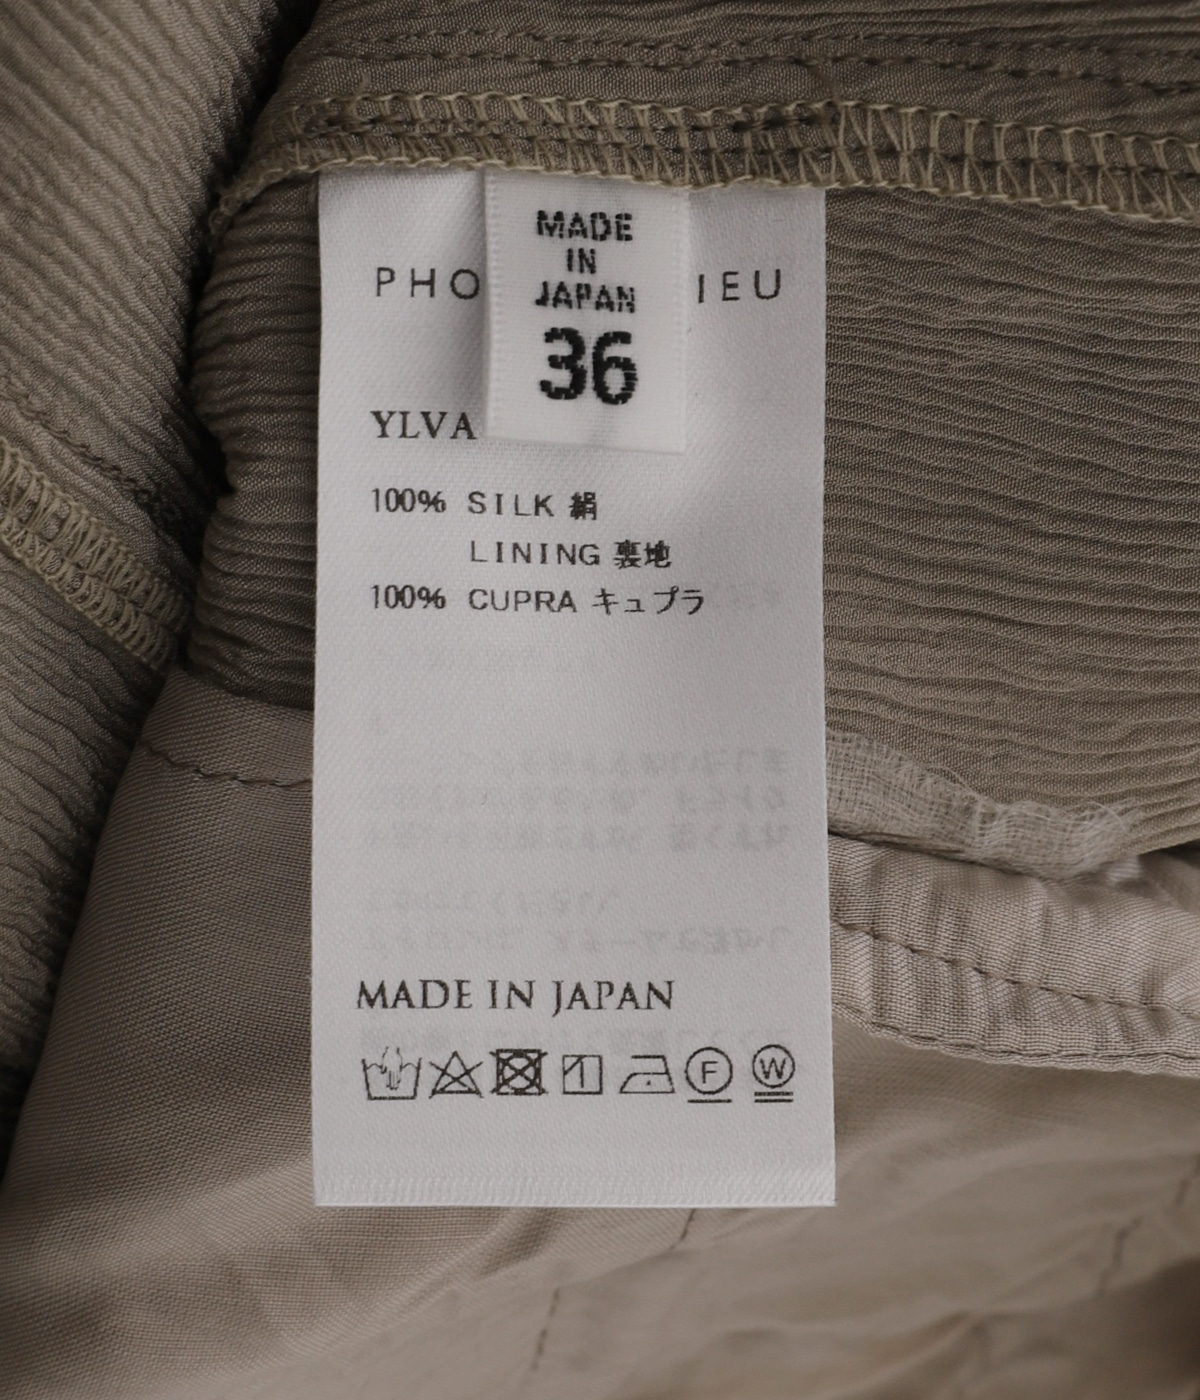 MADE
IN
JAPAN
36
PHO IEU
YLVA
100% SILK 絹
LINING 裏地
100% CUPRA キュプラ
MADE IN JAPAN
F W